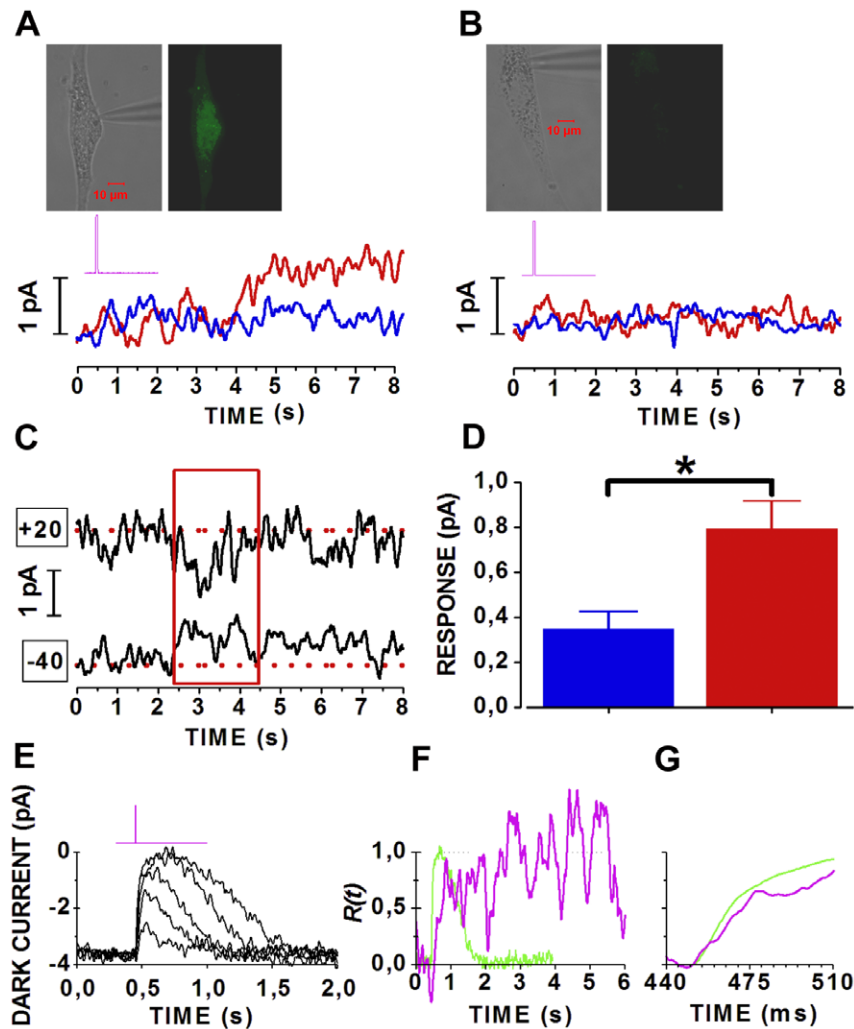 A
B
10 µm
10 µm
1 pA
1 pA
0 1 2 3 4 5 6 7 8
TIME (s)
0 1 2 3 4 5 6 7 8
TIME (s)
C
D
+20
1 pA
-40
0 1 2 3 4 5 6 7 8
TIME (s)
RESPONSE (pA)
1,0
0,8
0,6
0,4
0,2
0,0
*
E
F
G
DARK CURRENT (pA)
0
-2
-4
0,0 0,5 1,0 1,5 2,0
TIME (s)
R(t)
1,0
0,5
0,0
0 1 2 3 4 5 6
TIME (s)
440 475 510
TIME (ms)